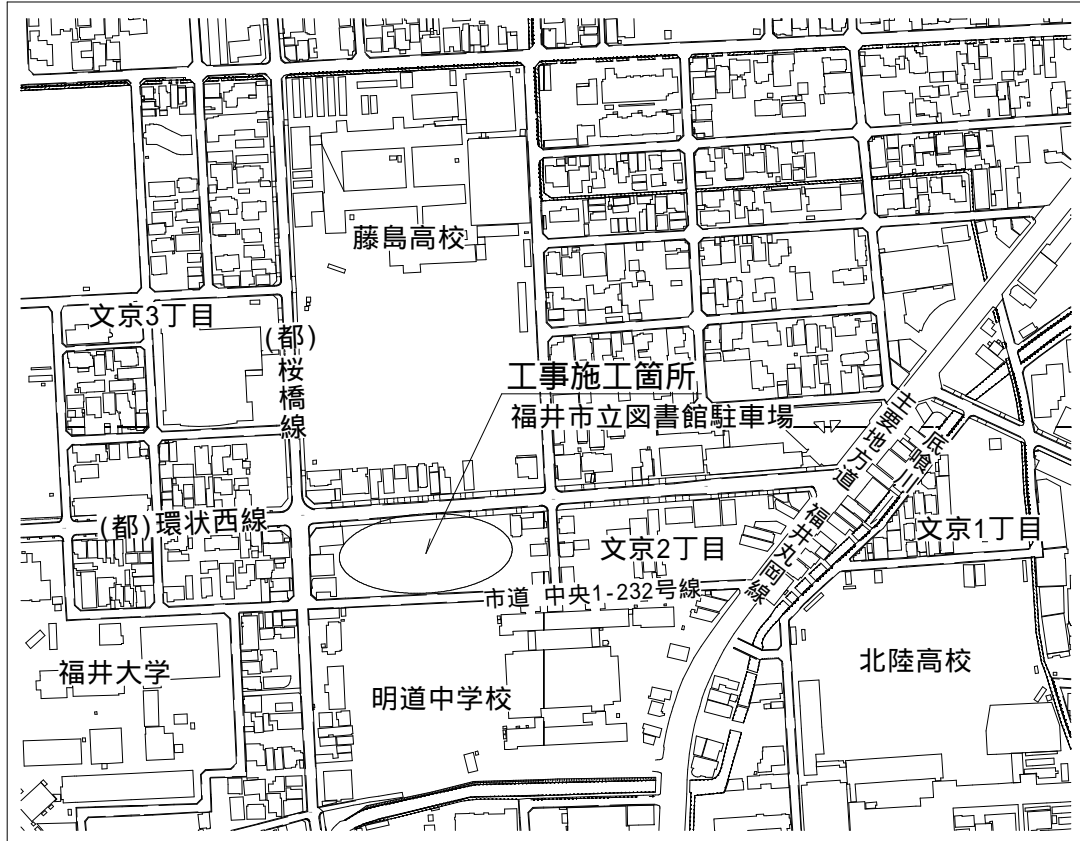 藤島高校
文京3丁目
(都)桜橋線
工事施工箇所
福井市立図書館駐車場
主要地方道 福井丸岡線
底喰川
(都)環状西線
文京2丁目
文京1丁目
市道 中央1-232号線
福井大学
明道中学校
北陸高校